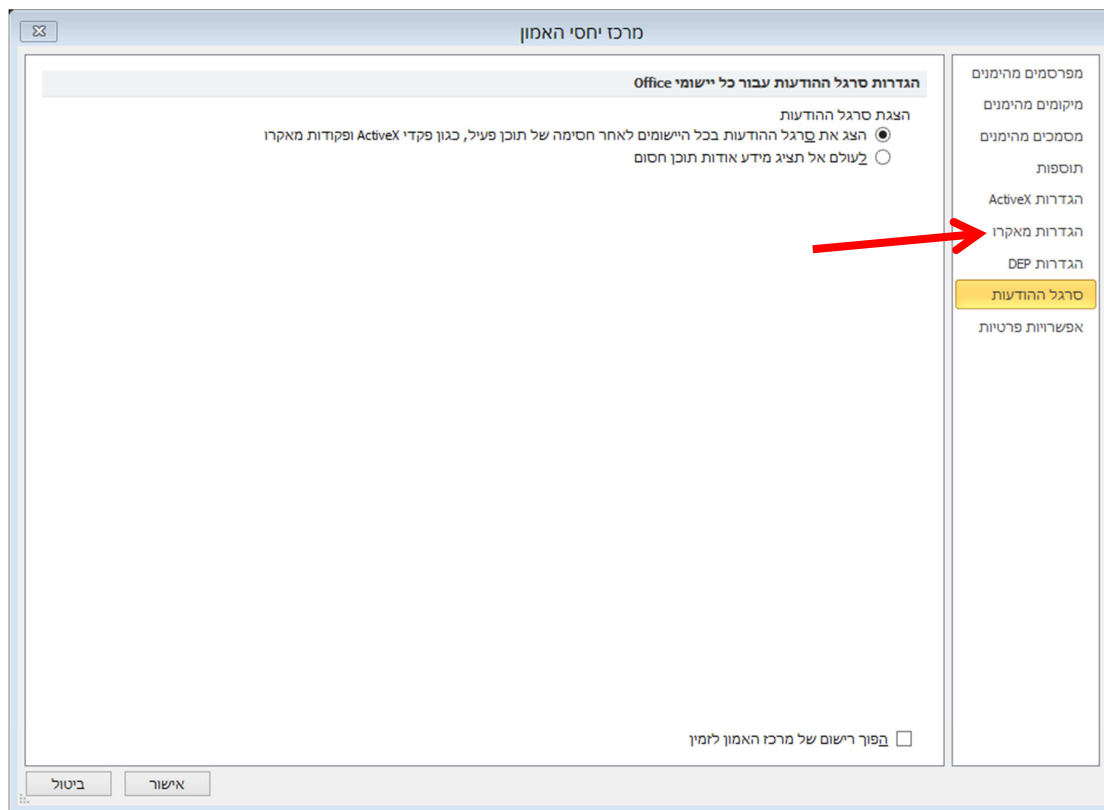 מרכז יחסי האמון
מפרסמים מהימנים
מיקומים מהימנים
מסמכים מהימנים
תוספות
הגדרות ActiveX
הגדרות מאקרו
הגדרות DEP
סרגל ההודעות
אפשרויות פרטיות
הגדרות סרגל ההודעות עבור כל יישומי Office
הצגת סרגל ההודעות
הצג את סרגל ההודעות בכל היישומים לאחר חסימה של תוכן פעיל, כגון פקדי ActiveX ופקודות מאקרו
לעולם אל תציג מידע אודות תוכן חסום
הפוך רישום של מרכז האמון לזמין
אישור
ביטול